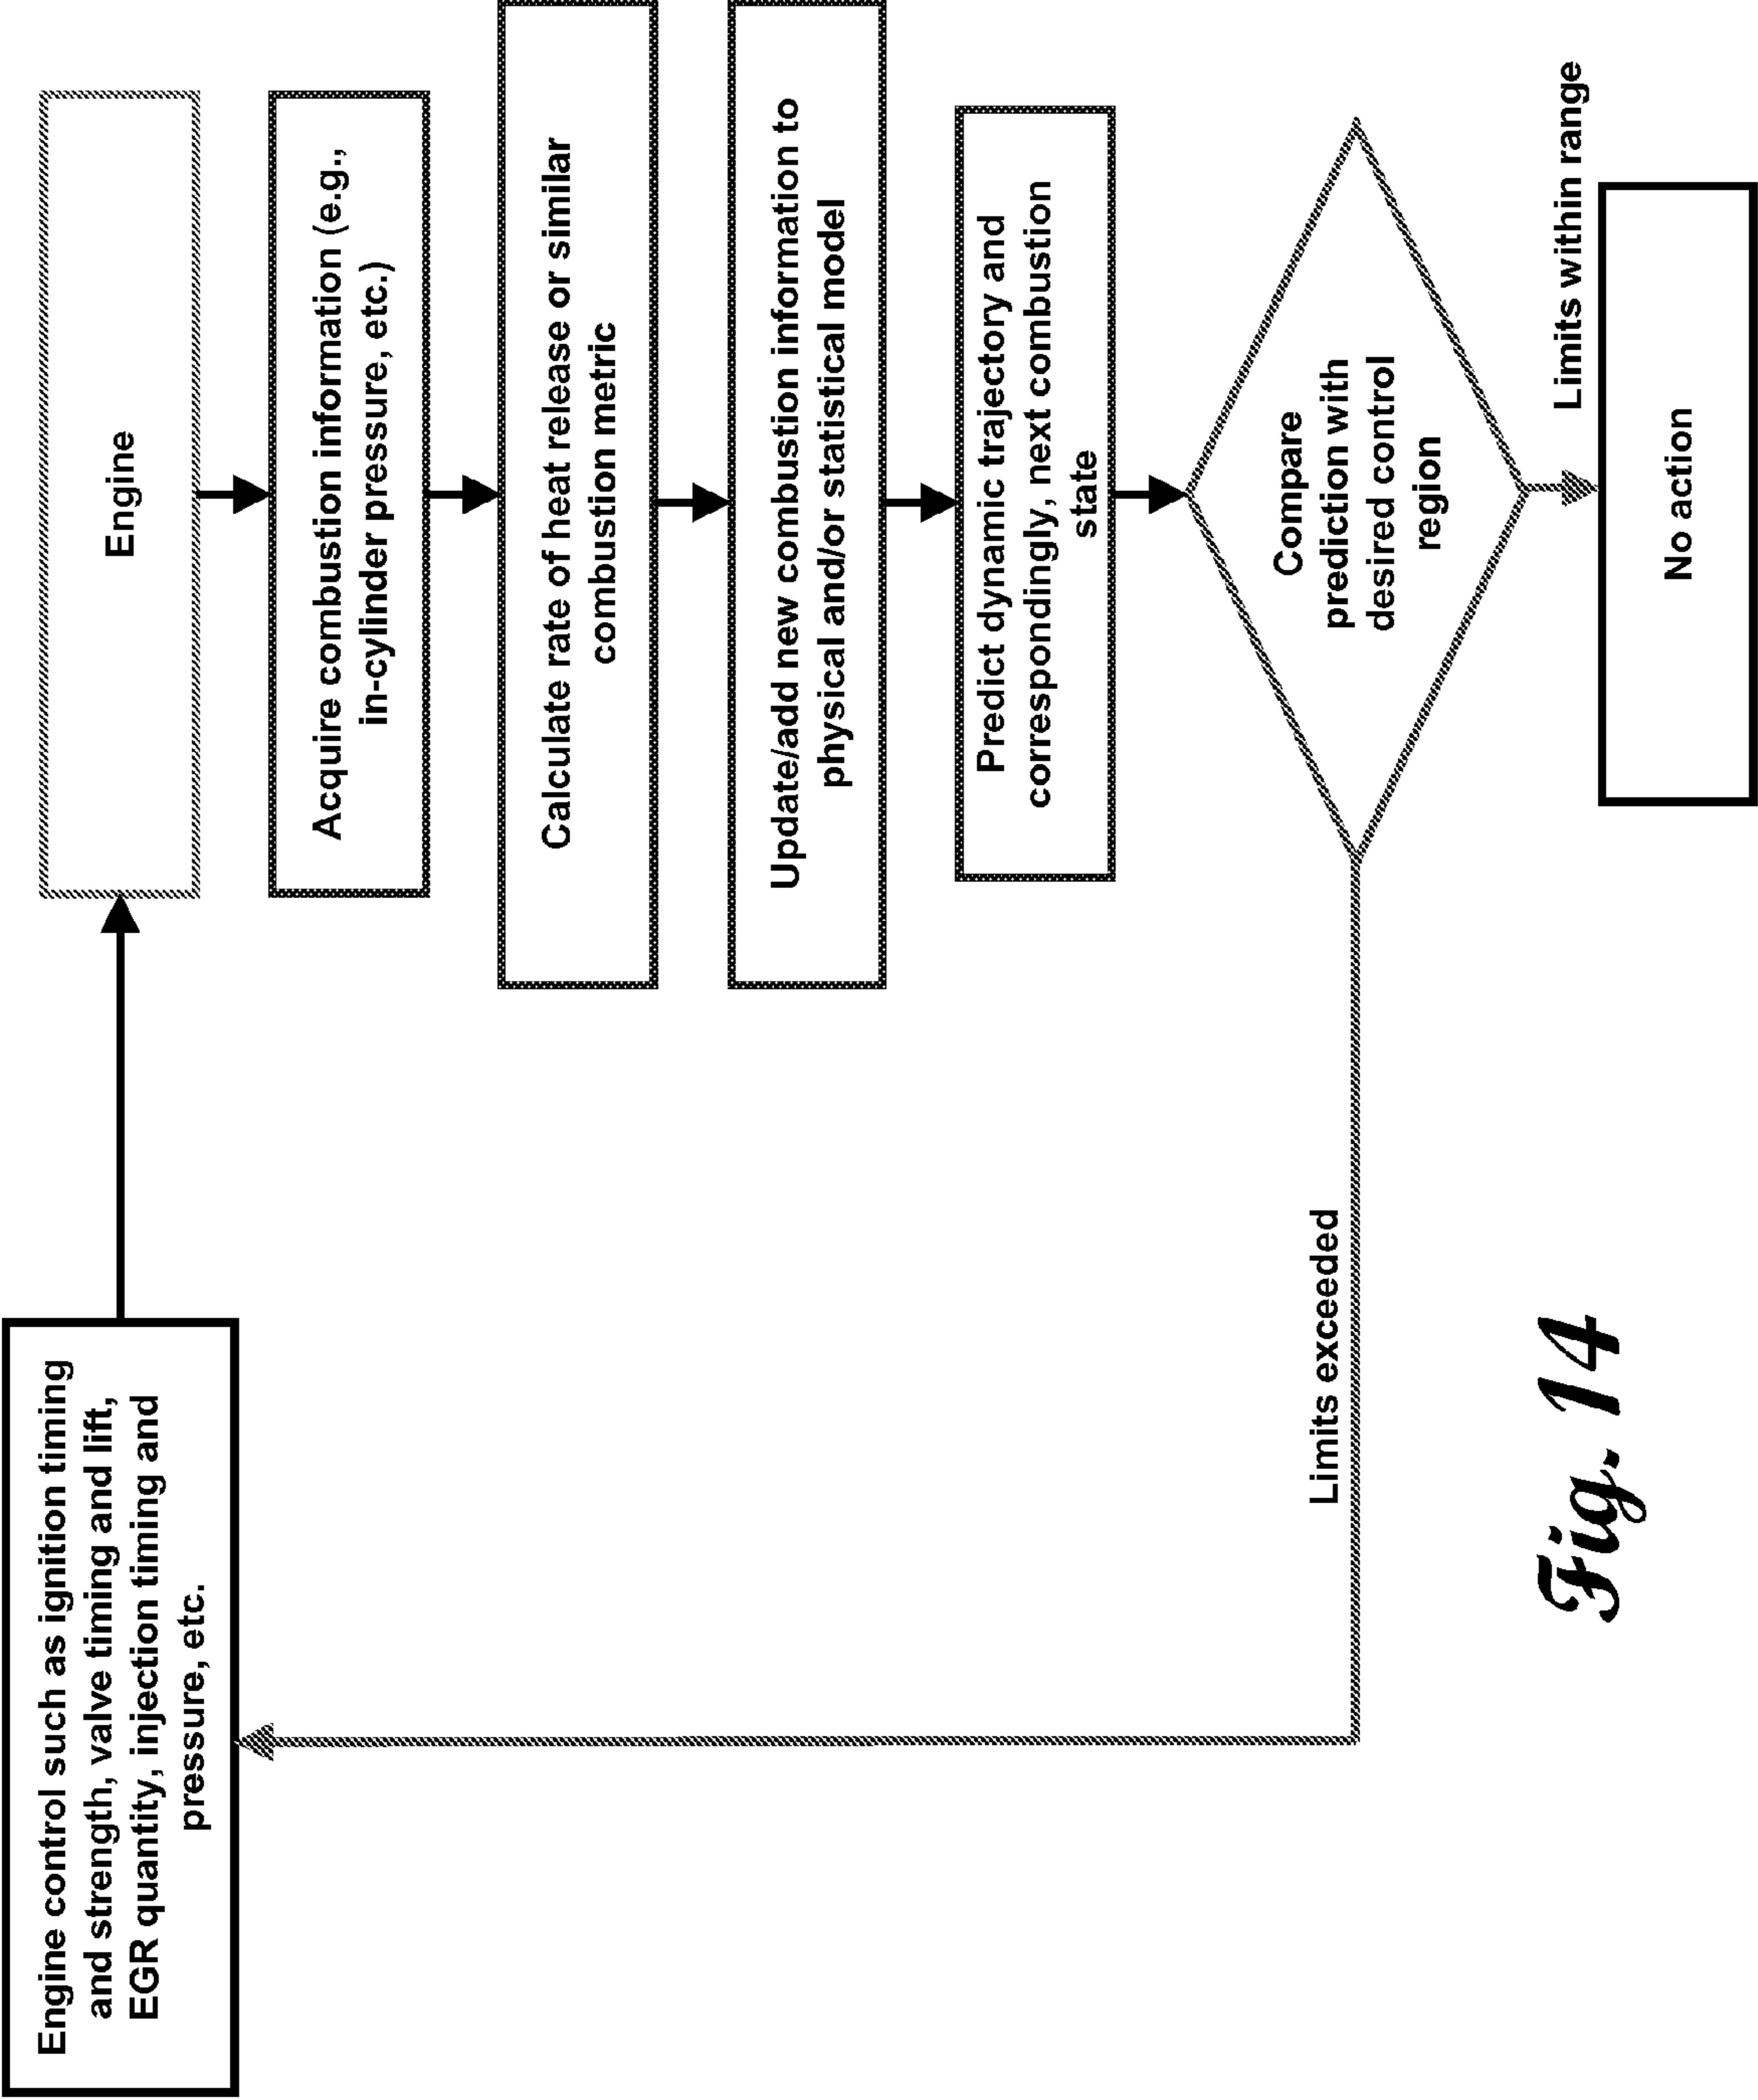 Engine control such as ignition timing
and strength, valve timing and lift,
EGR quantity, injection timing and
pressure, etc.
Engine
Acquire combustion information (e.g.,
in-cylinder pressure, etc.)
Calculate rate of heat release or similar
combustion metric
Update/add new combustion information to
physical and/or statistical model
Predict dynamic trajectory and
correspondingly, next combustion
state
Compare
prediction with
desired control
region
Limits exceeded
Limits within range
No action
Fig. 14